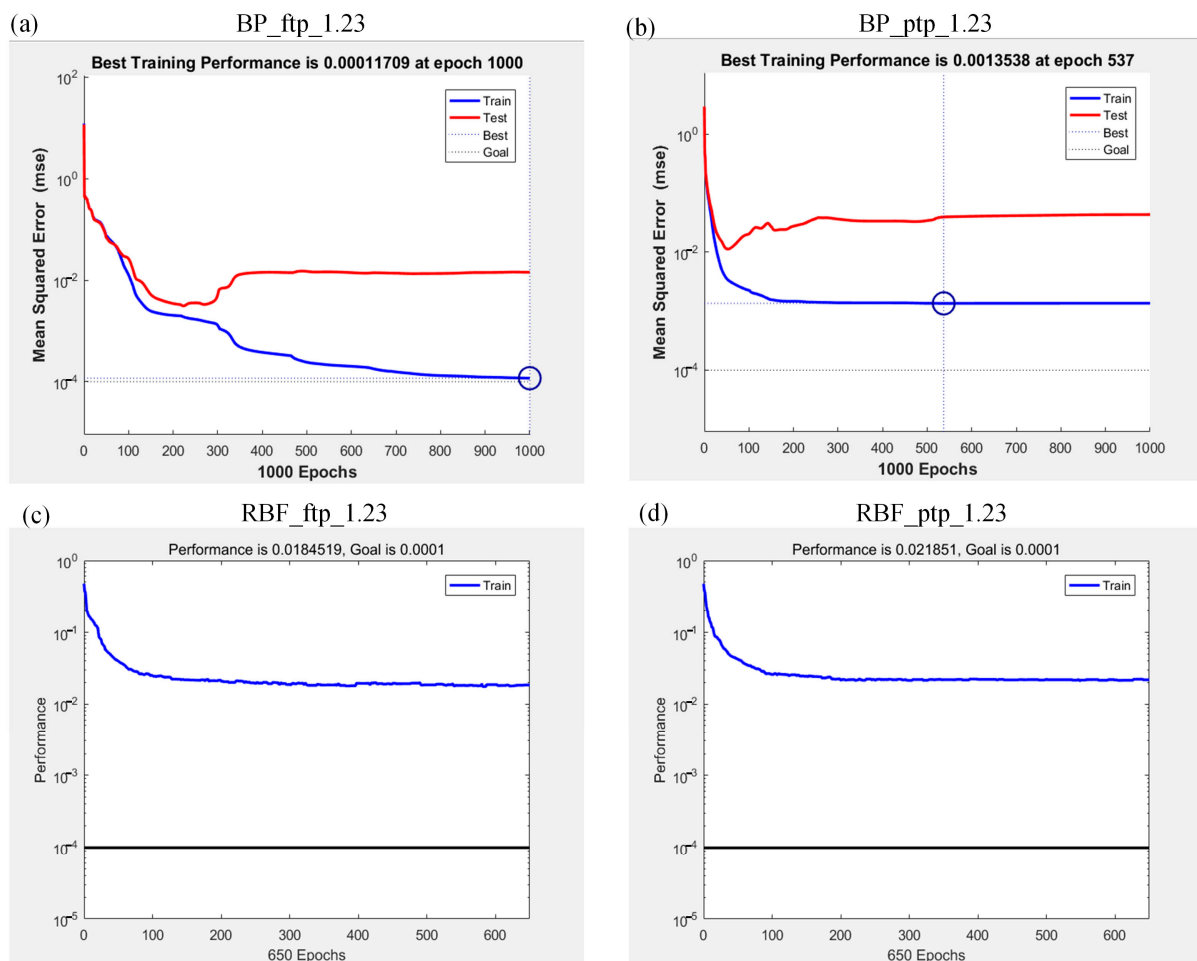 (a) BP_ftp_1.23
Best Training Performance is 0.00011709 at epoch 1000
Mean Squared Error (mse)
10^2
10^0
10^-2
10^-4
Train
Test
Best
Goal
0 100 200 300 400 500 600 700 800 900 1000
1000 Epochs
(b) BP_ptp_1.23
Best Training Performance is 0.0013538 at epoch 537
Mean Squared Error (mse)
10^0
10^-2
10^-4
Train
Test
Best
Goal
0 100 200 300 400 500 600 700 800 900 1000
1000 Epochs
(c) RBF_ftp_1.23
Performance is 0.0184519, Goal is 0.0001
Performance
10^0
10^-1
10^-2
10^-3
10^-4
10^-5
Train
0 100 200 300 400 500 600
650 Epochs
(d) RBF_ptp_1.23
Performance is 0.021851, Goal is 0.0001
Performance
10^0
10^-1
10^-2
10^-3
10^-4
10^-5
Train
0 100 200 300 400 500 600
650 Epochs